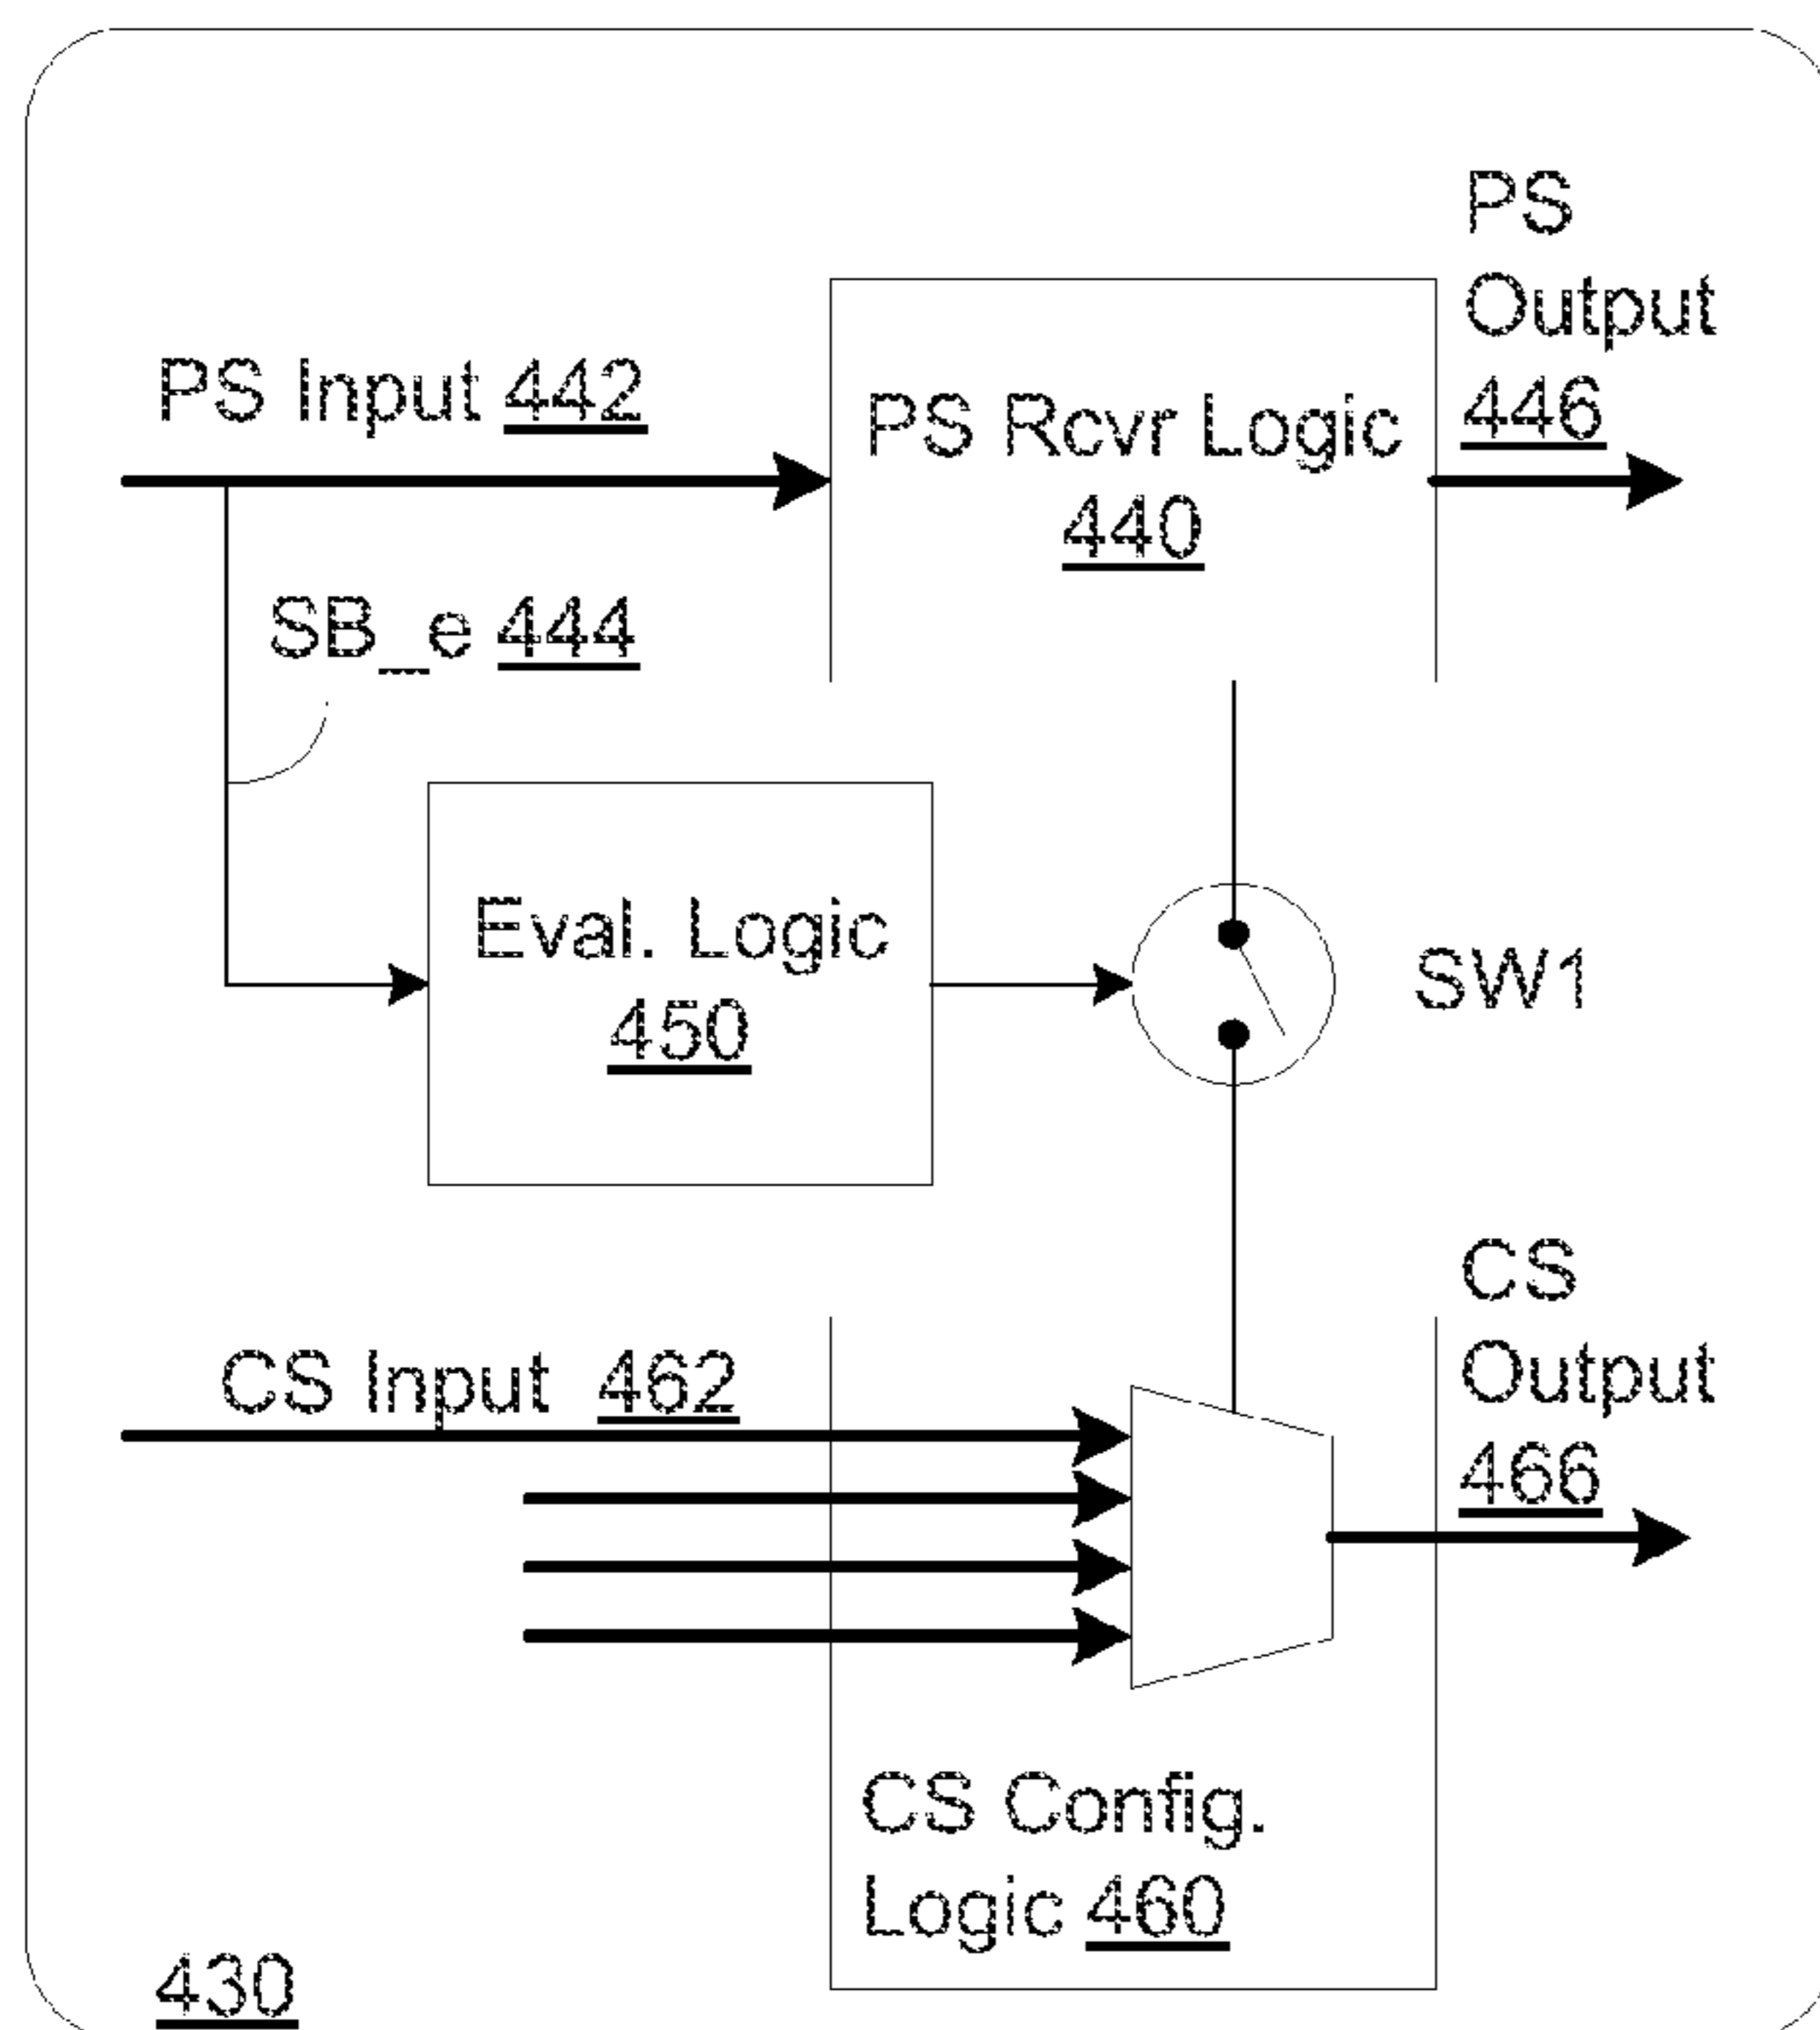 PS
Output
446
PS Input 442
PS Rcvr Logic
440
SB_e 444
Eval. Logic
450
SW1
CS
Output
466
CS Input 462
CS Config.
Logic 460
430